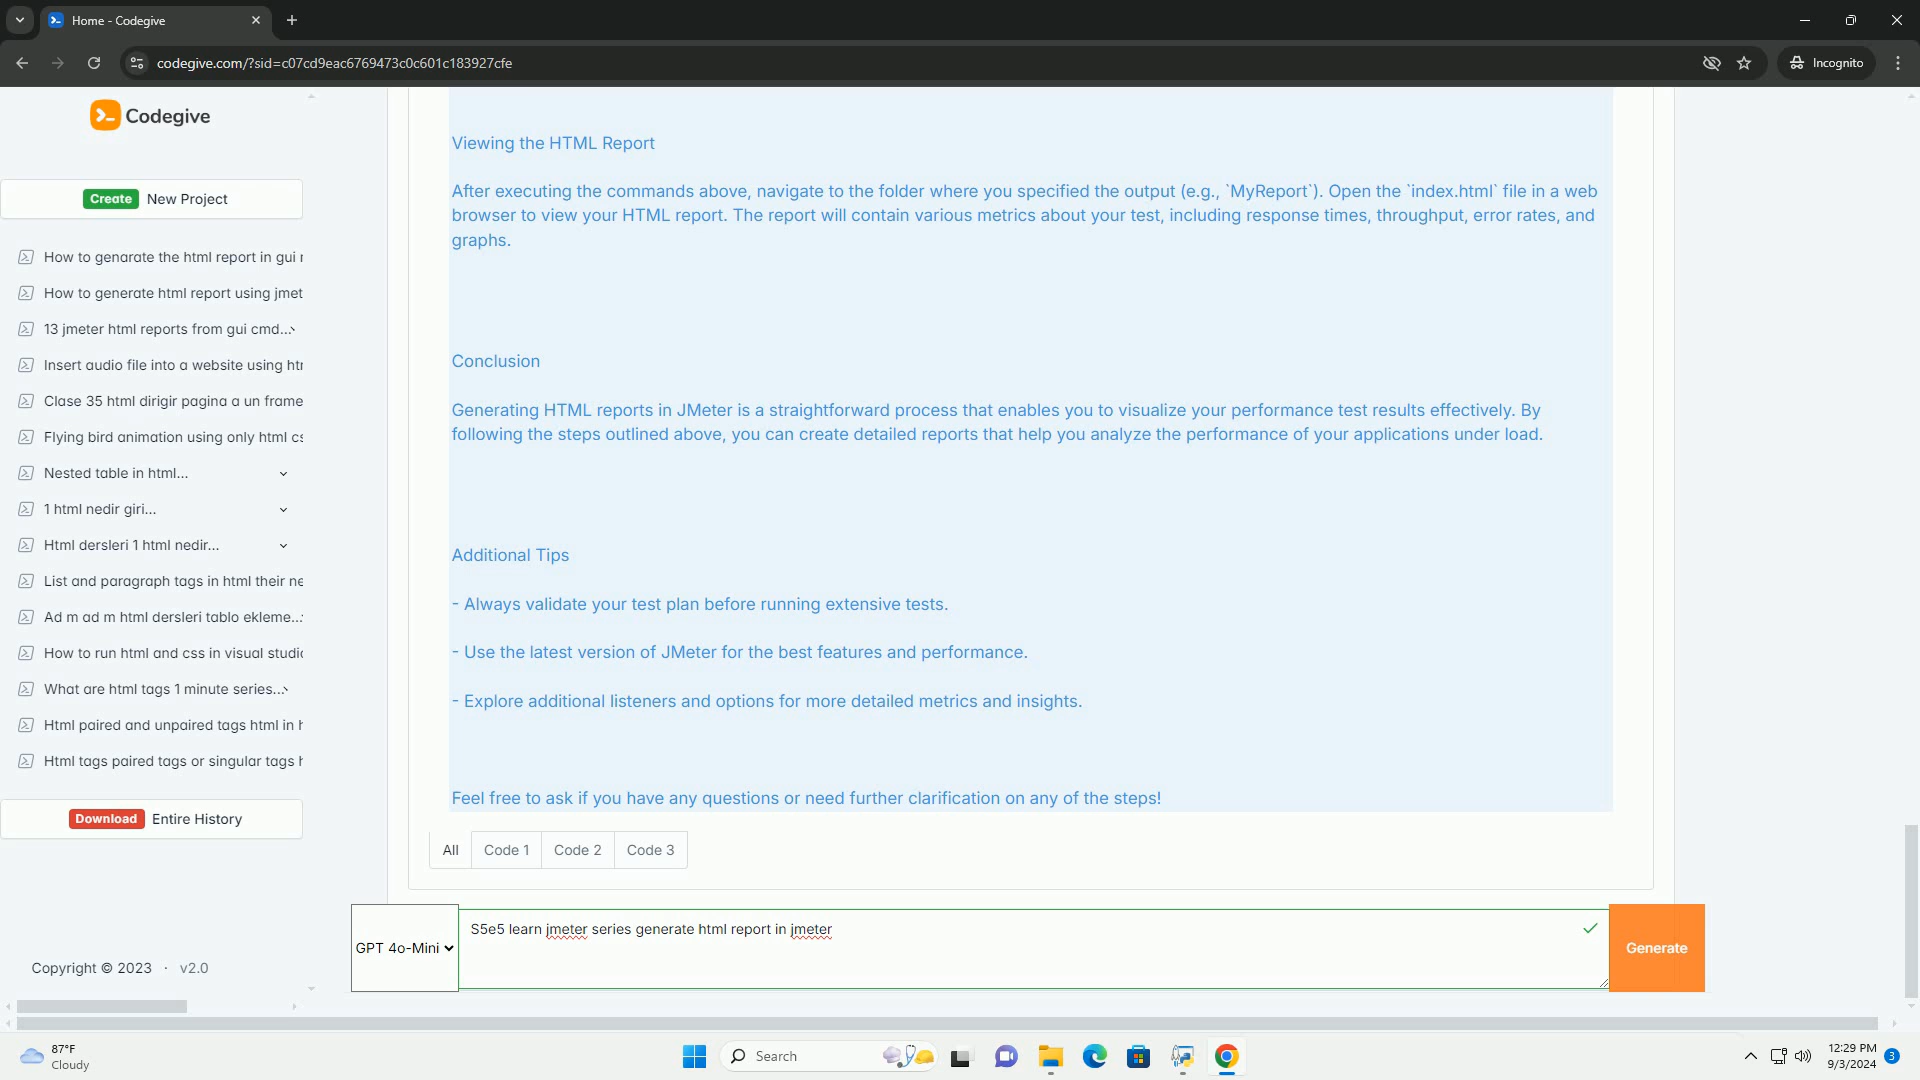 Home - Codegive
codegive.com/?sid=c07cd9eac6769473c0c601c183927cfe
Incognito
Codegive
Create New Project
How to genarate the html report in gui
How to generate html report using jmet
13 jmeter html reports from gui cmd...
Insert audio file into a website using
Clase 35 html dirigir pagina a un frame
Flying bird animation using only html
Nested table in html...
1 html nedir giri...
Html dersleri 1 html nedir...
List and paragraph tags in html their ne
Ad m ad m html dersleri tablo ekleme...
How to run html and css in visual
What are html tags 1 minute series...
Html paired and unpaired tags html in
Html tags paired tags or singular tags
Download Entire History
Copyright © 2023 · v2.0
Viewing the HTML Report
After executing the commands above, navigate to the folder where you specified the output (e.g., `MyReport`). Open the `index.html` file in a web
browser to view your HTML report. The report will contain various metrics about your test, including response times, throughput, error rates, and
graphs.
Conclusion
Generating HTML reports in JMeter is a straightforward process that enables you to visualize your performance test results effectively. By
following the steps outlined above, you can create detailed reports that help you analyze the performance of your applications under load.
Additional Tips
- Always validate your test plan before running extensive tests.
- Use the latest version of JMeter for the best features and performance.
- Explore additional listeners and options for more detailed metrics and insights.
Feel free to ask if you have any questions or need further clarification on any of the steps!
All Code 1 Code 2 Code 3
GPT 4o-Mini
S5e5 learn jmeter series generate html report in jmeter
Generate
87°F
Cloudy
Search
12:29 PM
9/3/2024
3